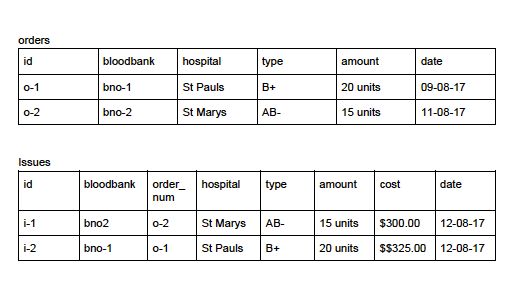 orders
id bloodbank hospital type amount date
o-1 bno-1 St Pauls B+ 20 units 09-08-17
o-2 bno-2 St Marys AB- 15 units 11-08-17
Issues
id bloodbank order_ hospital type amount cost date
num
i-1 bno2 o-2 St Marys AB- 15 units $300.00 12-08-17
i-2 bno-1 o-1 St Pauls B+ 20 units $$325.00 12-08-17